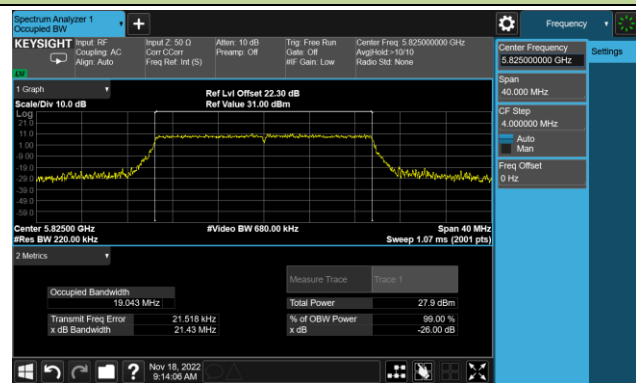 Spectrum Analyzer 1
Occupied BW
+
Frequency
KEYSIGHT
Input: RF
Coupling: AC
Align: Auto
Input Z: 50 Ω
Corr CCorr
Freq Ref: Int (S)
Atten: 10 dB
Preamp: Off
Trig: Free Run
Gate: Off
#IF Gain: Low
Center Freq: 5.825000000 GHz
Avg|Hold:>10/10
Radio Std: None
Center Frequency
5.825000000 GHz
Settings
Span
40.000 MHz
CF Step
4.000000 MHz
Auto
Man
Freq Offset
0 Hz
1 Graph
Scale/Div 10.0 dB
Ref Lvl Offset 22.30 dB
Ref Value 31.00 dBm
Log
21.0
11.0
1.00
-9.00
-19.0
-29.0
-39.0
-49.0
-59.0
Center 5.82500 GHz
#Video BW 680.00 kHz
Span 40 MHz
#Res BW 220.00 kHz
Sweep 1.07 ms (2001 pts)
2 Metrics
Measure Trace
Trace 1
Occupied Bandwidth
19.043 MHz
Total Power
27.9 dBm
Transmit Freq Error
21.518 kHz
% of OBW Power
99.00 %
x dB Bandwidth
21.43 MHz
x dB
-26.00 dB
?
Nov 18, 2022
9:14:06 AM